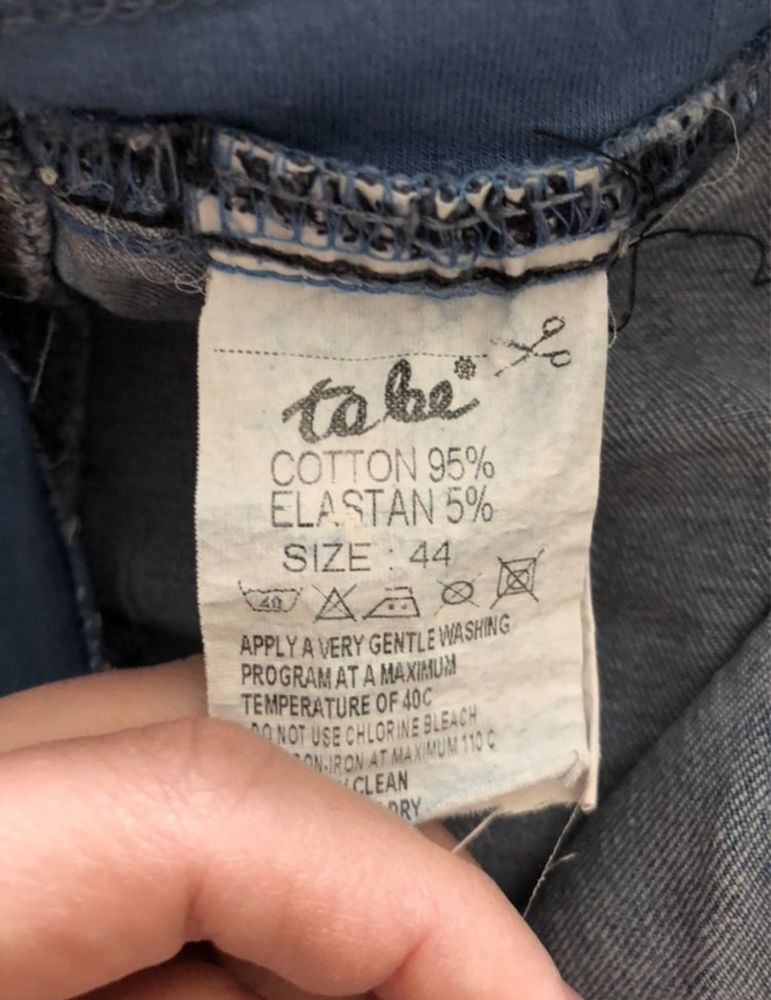 to be
COTTON 95%
ELASTAN 5%
SIZE : 44
40
APPLY A VERY GENTLE WASHING
PROGRAM AT A MAXIMUM
TEMPERATURE OF 40C
DO NOT USE CHLORINE BLEACH
IRON AT MAXIMUM 110 C
CLEAN
DRY